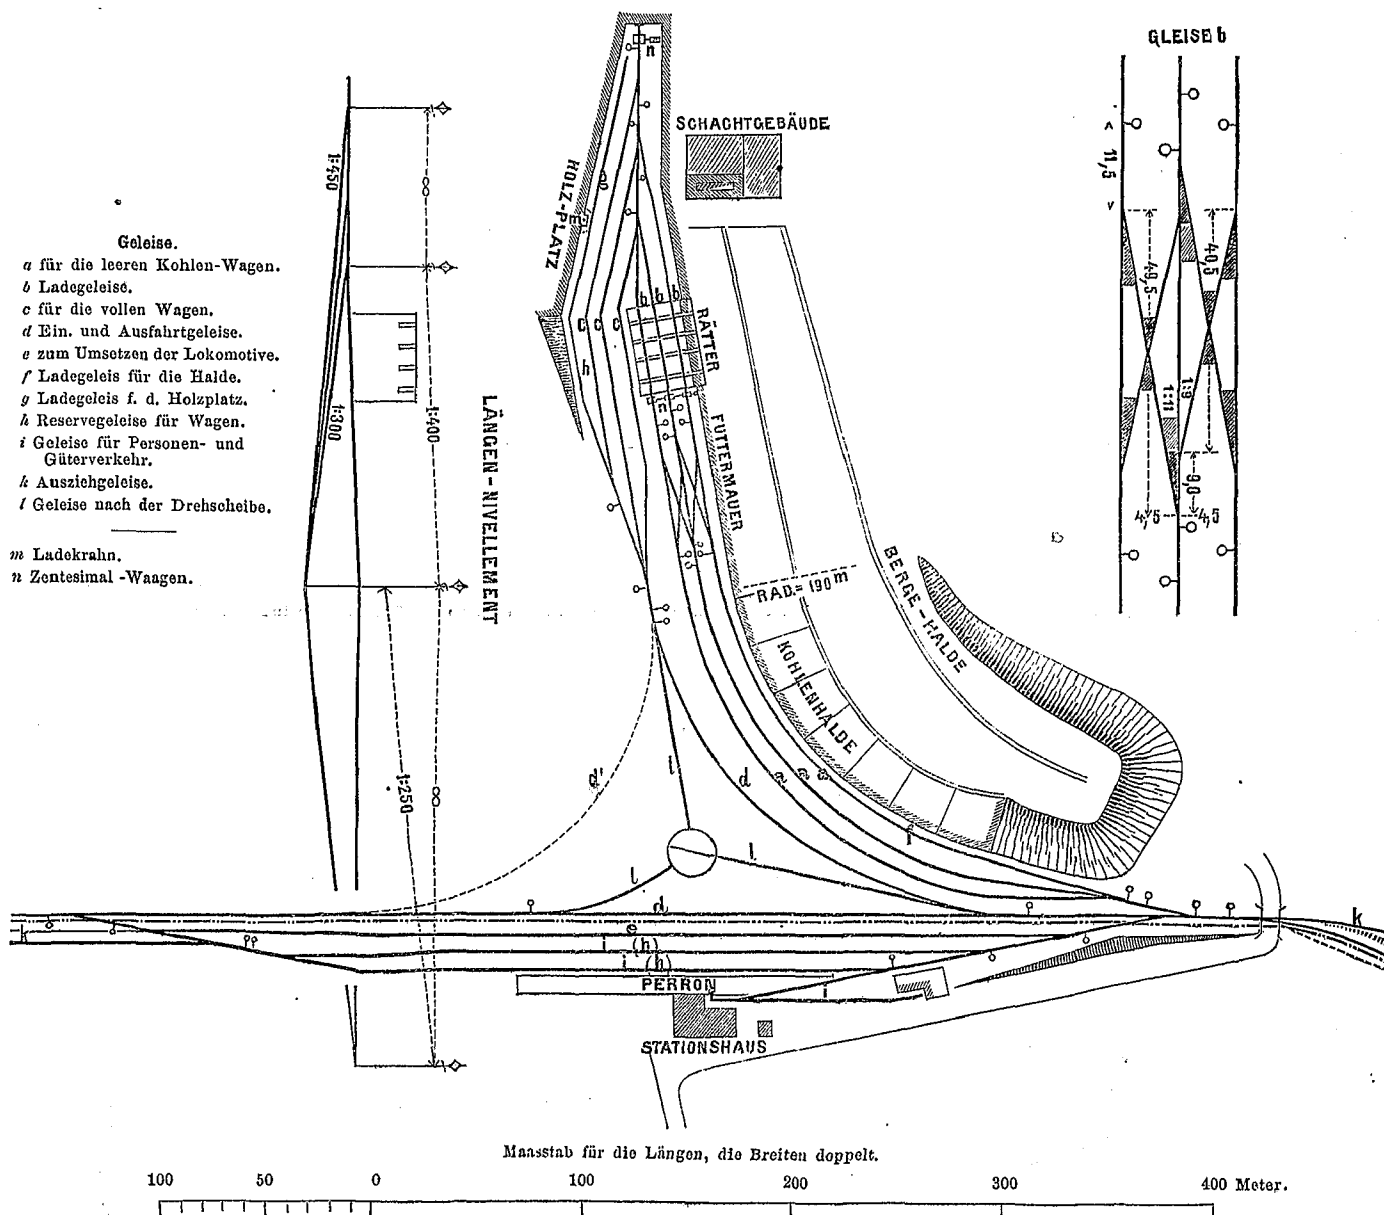 GLEISE b
n
SCHACHTGEBÄUDE
HOLZ-PLATZ
g
m
1:450
∞
11,5
40,5
49,5
1:11
1:9
9,0
4,5
4,5
Geleise.
a für die leeren Kohlen-Wagen.
b Ladegeleise.
c für die vollen Wagen.
d Ein. und Ausfahrtgeleise.
e zum Umsetzen der Lokomotive.
f Ladegeleis für die Halde.
g Ladegeleis f. d. Holzplatz.
h Reservegeleise für Wagen.
i Geleise für Personen- und
Güterverkehr.
k Ausziehgeleise.
l Geleise nach der Drehscheibe.
m Ladekrahn.
n Zentesimal -Waagen.
1:300
1:400
LÄNGEN-NIVELLEMENT
b b b
c c c
h
n
RÄTTER
FUTTERMAUER
RAD.= 190 m
BERGE-HALDE
KOHLENHALDE
1:250
∞
d'
l
d
a a a
f
l
l
d
k
e
i (h)
i (h)
k
i
PERRON
STATIONSHAUS
Maasstab für die Längen, die Breiten doppelt.
100 50 0 100 200 300 400 Meter.